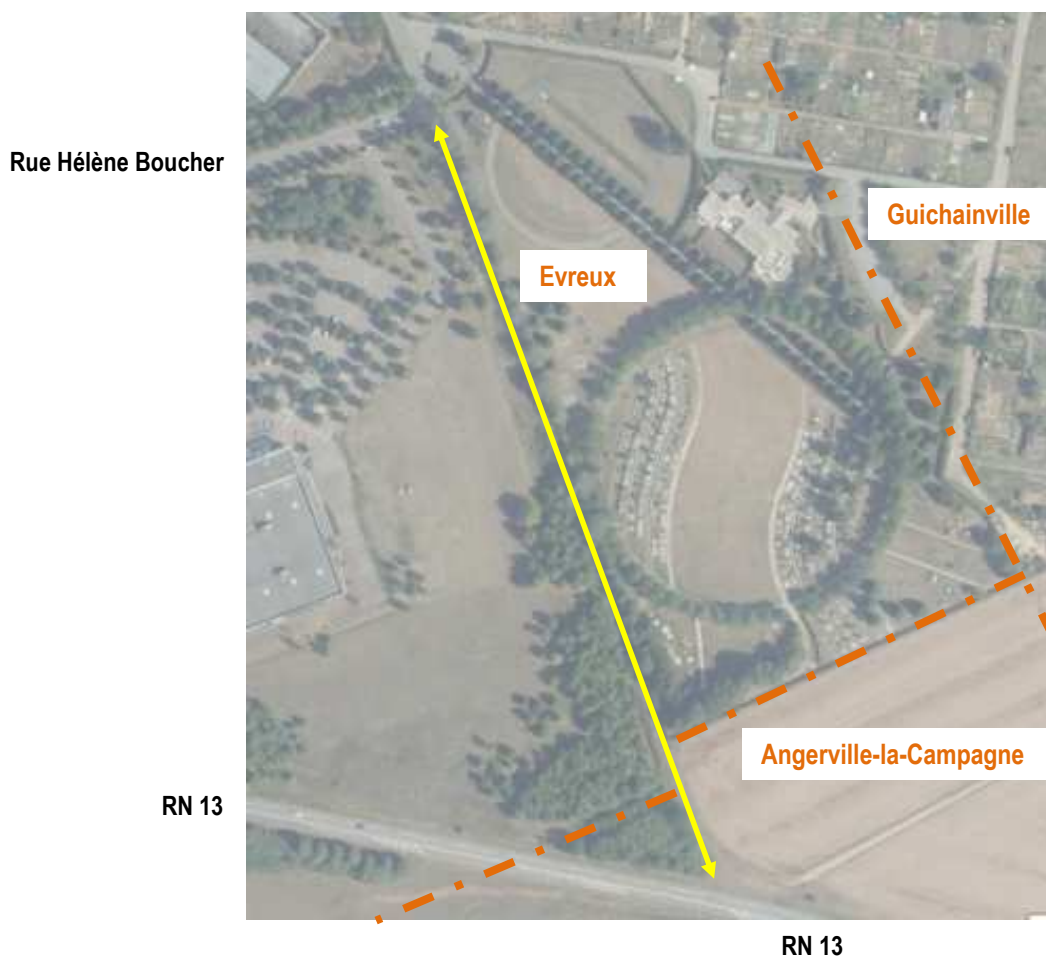 Rue Hélène Boucher
Guichainville
Evreux
Angerville-la-Campagne
RN 13
RN 13